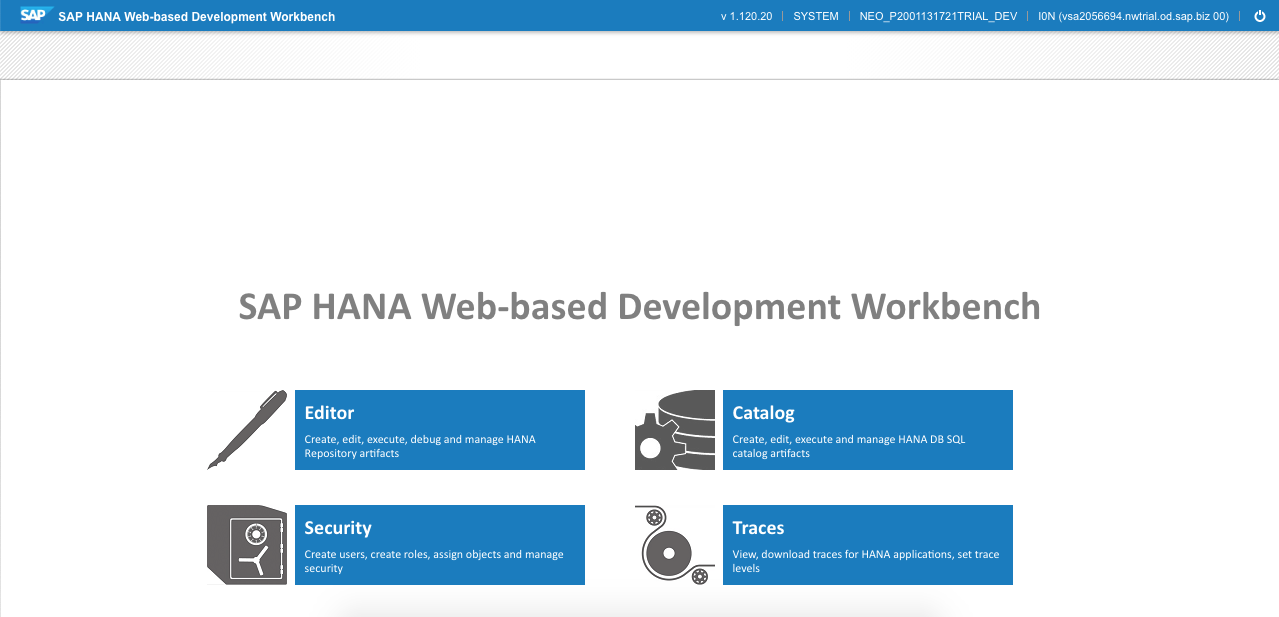 SAP SAP HANA Web-based Development Workbench v 1.120.20 SYSTEM NEO_P2001131721TRIAL_DEV I0N (vsa2056694.nwtrial.od.sap.biz 00)
SAP HANA Web-based Development Workbench
Editor
Create, edit, execute, debug and manage HANA
Repository artifacts
Catalog
Create, edit, execute and manage HANA DB SQL
catalog artifacts
Security
Create users, create roles, assign objects and manage
security
Traces
View, download traces for HANA applications, set trace
levels